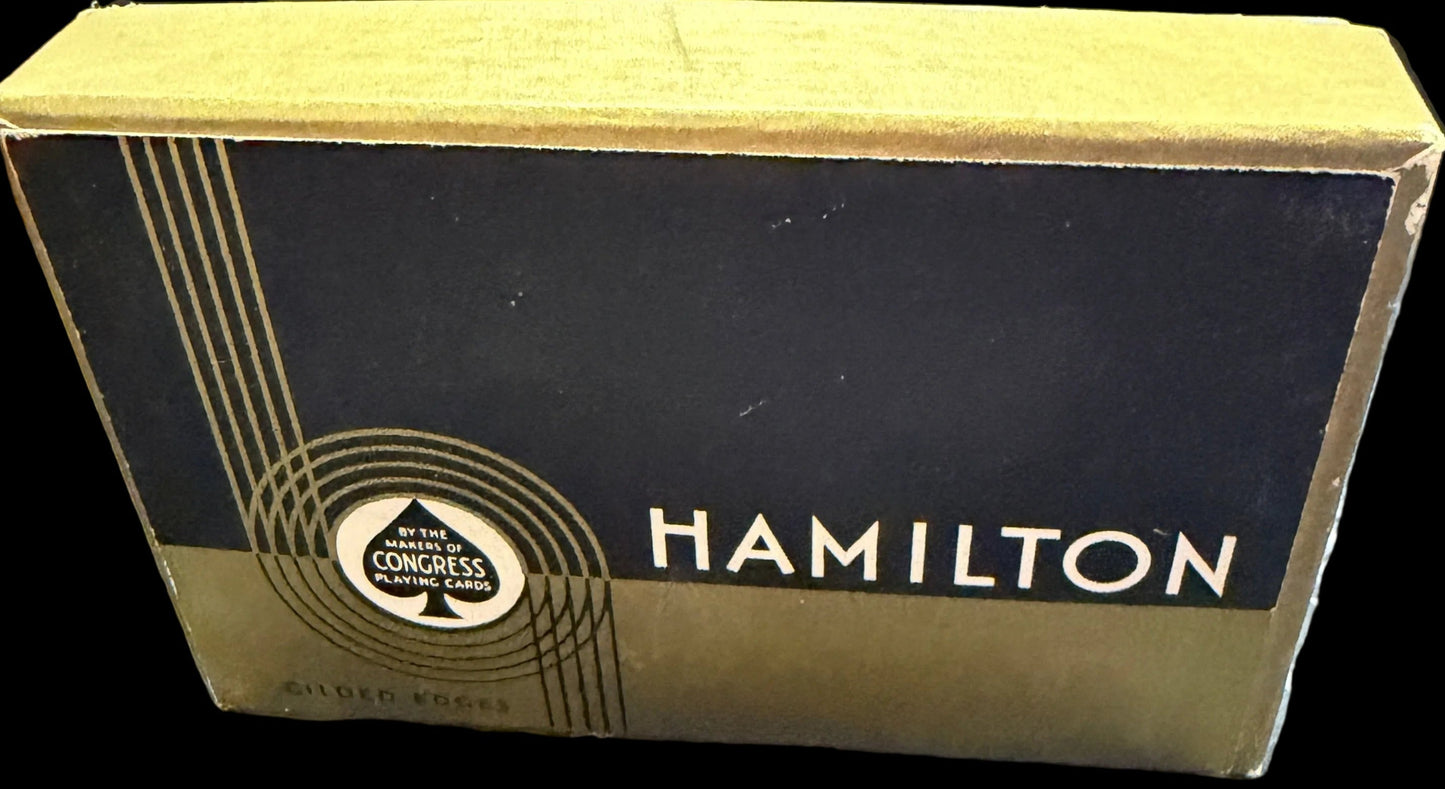 HAMILTON
BY THE
MAKERS OF
CONGRESS
PLAYING CARDS
GILDED EDGES